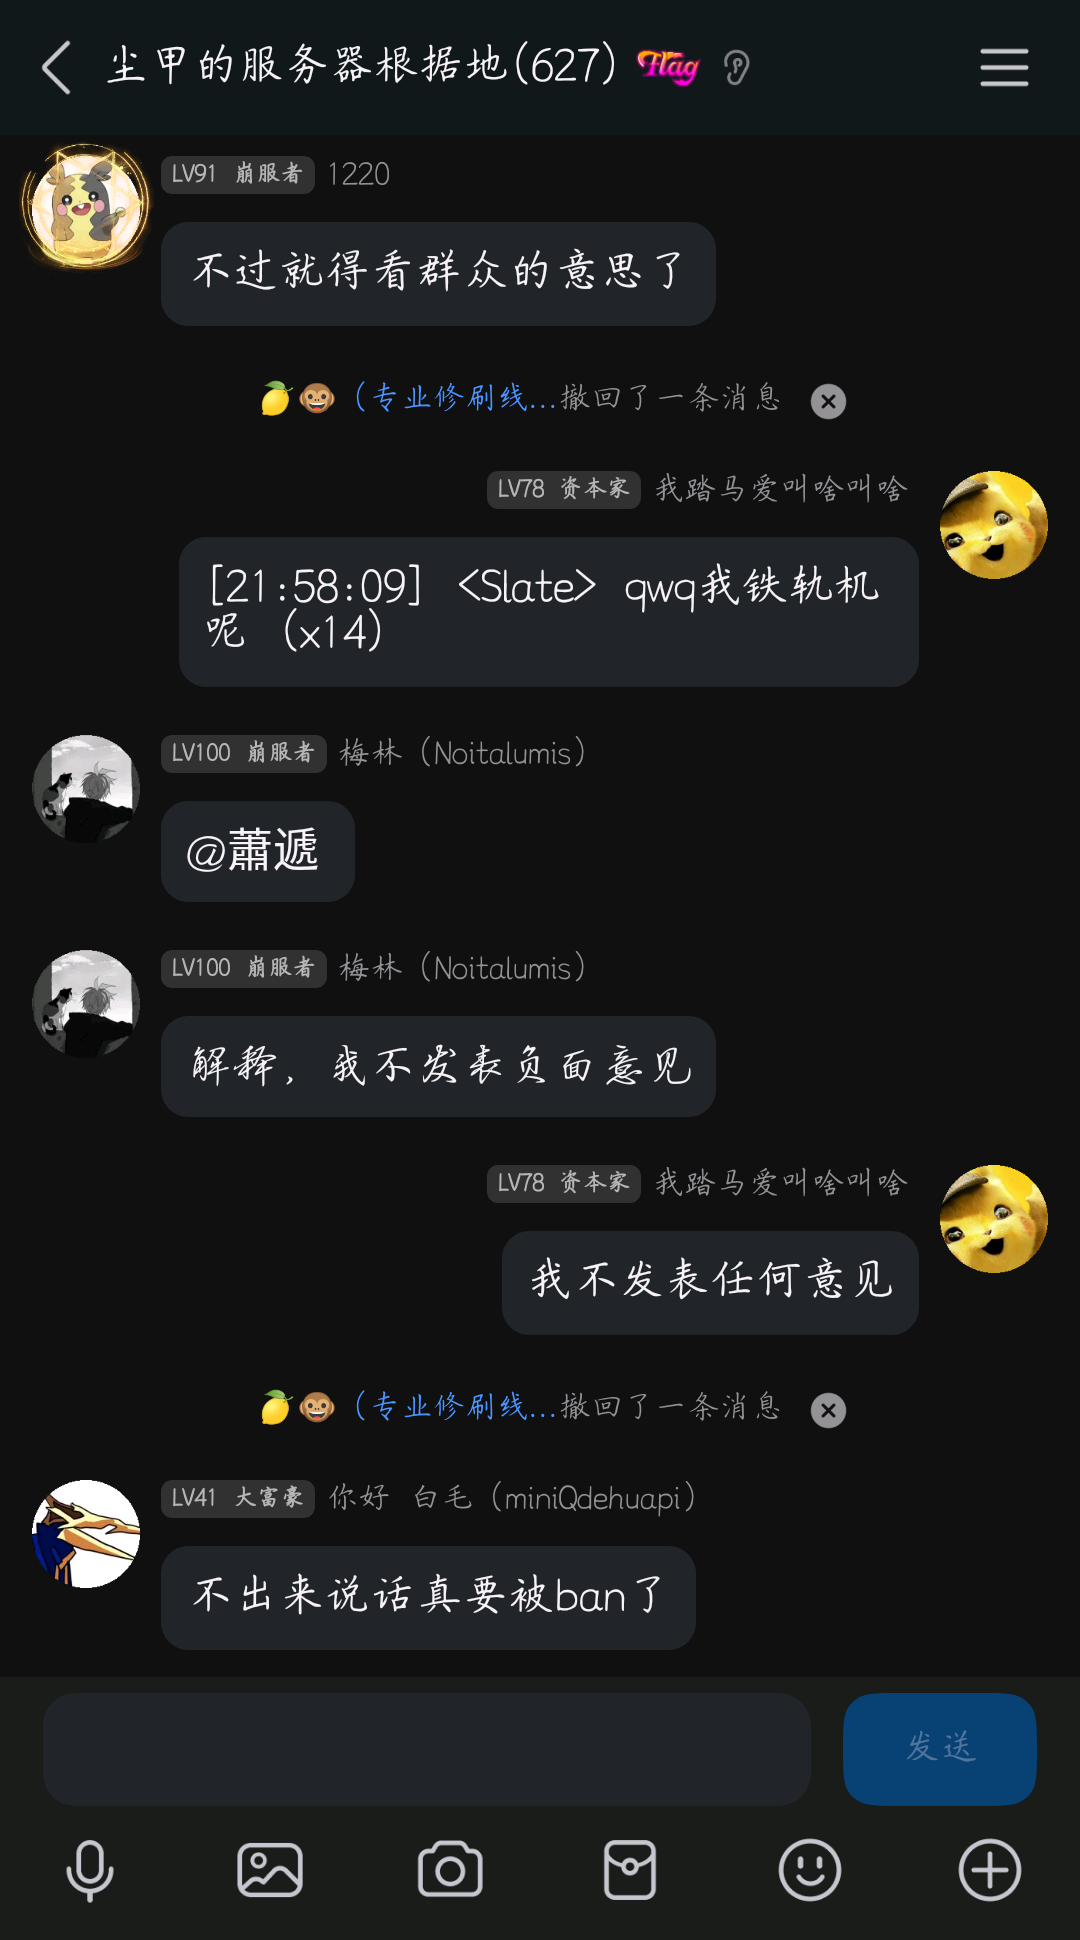 尘甲的服务器根据地(627) Flag
LV91 崩服者 1220
不过就得看群众的意思了
🍋🐵（专业修刷线...撤回了一条消息
LV78 资本家 我踏马爱叫啥叫啥
[21:58:09] <Slate> qwq我铁轨机
呢 (x14)
LV100 崩服者 梅林（Noitalumis）
@蕭遞
LV100 崩服者 梅林（Noitalumis）
解释，我不发表负面意见
LV78 资本家 我踏马爱叫啥叫啥
我不发表任何意见
🍋🐵（专业修刷线...撤回了一条消息
LV41 大富豪 你好 白毛（miniQdehuapi）
不出来说话真要被ban了
发送